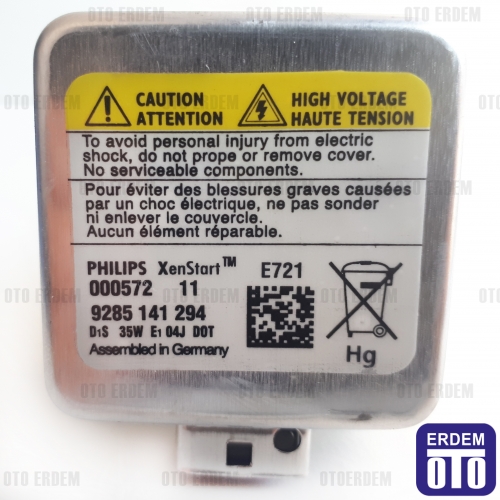 CAUTION
ATTENTION
HIGH VOLTAGE
HAUTE TENSION
To avoid personal injury from electric
shock, do not prope or remove cover.
No serviceable components.
Pour éviter des blessures graves causées
par un choc électrique, ne pas sonder
ni enlever le couvercle.
Aucun élément réparable.
PHILIPS XenStart™ E721
000572 11
9285 141 294
D1S 35W E1 04J DOT
Assembled in Germany
Hg
ERDEM
OTO
OTO ERDEM